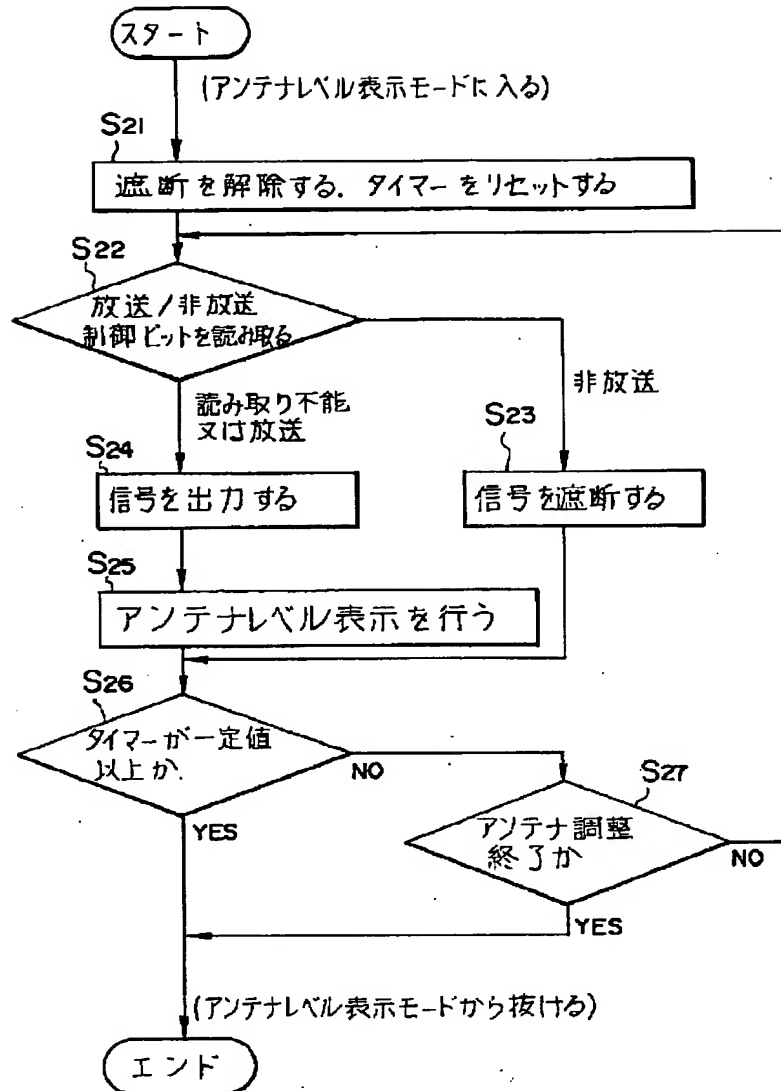 スタート
(アンテナレベル表示モードに入る)
S21
遮断を解除する. タイマーをリセットする
S22
放送/非放送
制御ビットを読み取る
読み取り不能
又は放送
非放送
S24
S23
信号を出力する
信号を遮断する
S25
アンテナレベル表示を行う
S26
タイマーが一定値
以上か.
NO
YES
S27
アンテナ調整
終了か
NO
YES
(アンテナレベル表示モードから抜ける)
エンド